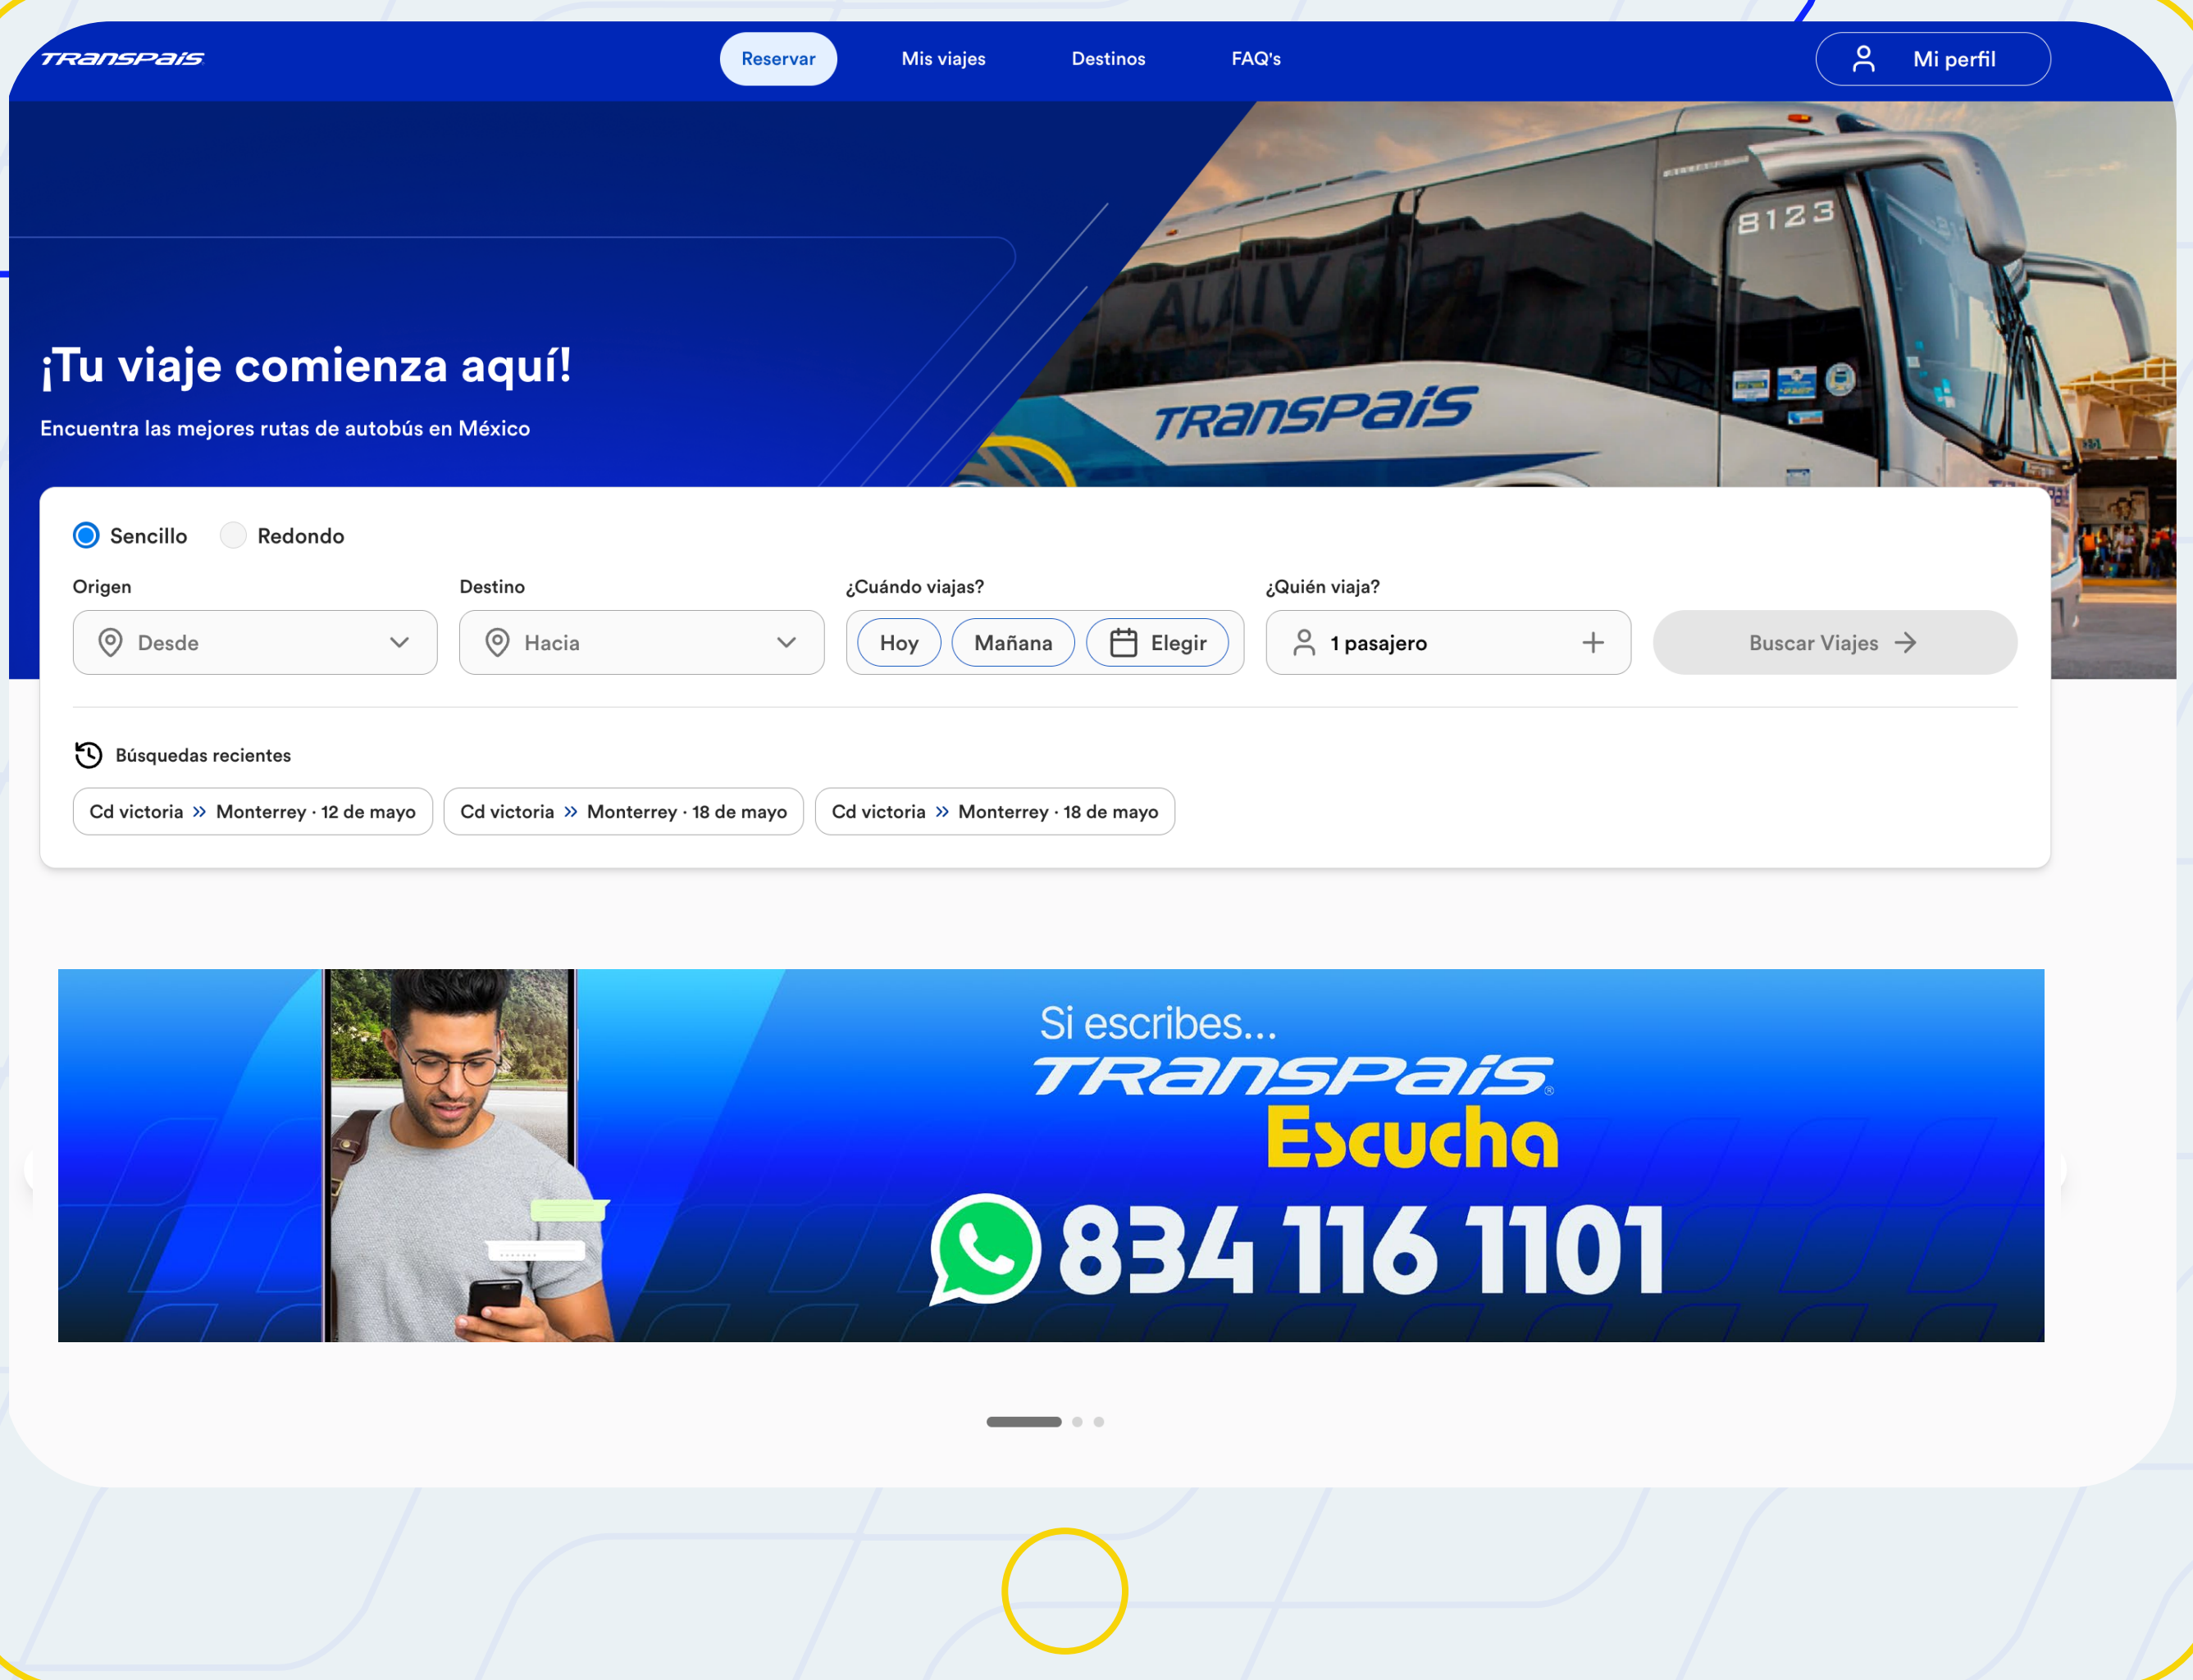 TRANSPAÍS
Reservar
Mis viajes
Destinos
FAQ's
Mi perfil
8123
TRANSPAÍS
¡Tu viaje comienza aquí!
Encuentra las mejores rutas de autobús en México
Sencillo
Redondo
Origen
Destino
¿Cuándo viajas?
¿Quién viaja?
Desde
Hacia
Hoy
Mañana
Elegir
1 pasajero
Buscar Viajes
Búsquedas recientes
Cd victoria » Monterrey · 12 de mayo
Cd victoria » Monterrey · 18 de mayo
Cd victoria » Monterrey · 18 de mayo
Si escribes...
TRANSPAÍS®
Escucha
834 116 1101